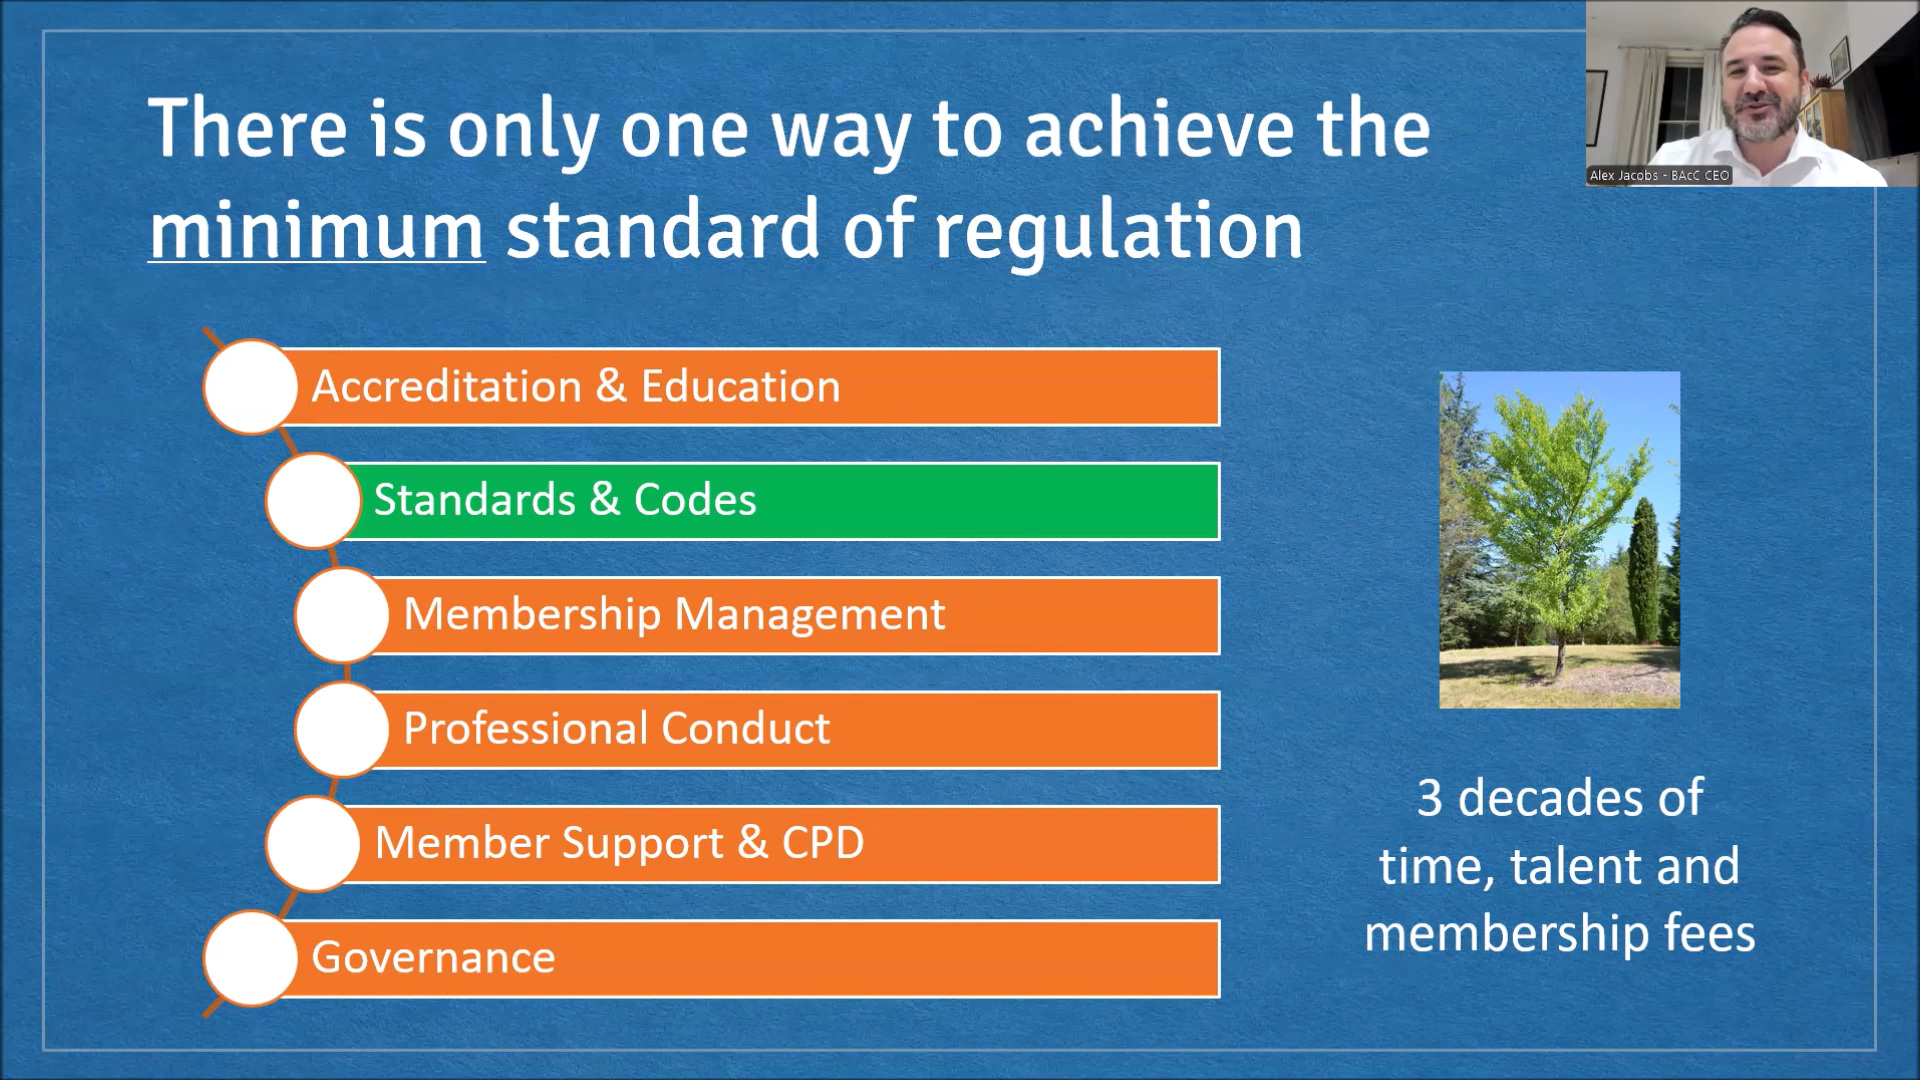 There is only one way to achieve the
minimum standard of regulation
Alex Jacobs - BAcC CEO
Accreditation & Education
Standards & Codes
Membership Management
Professional Conduct
Member Support & CPD
Governance
3 decades of
time, talent and
membership fees